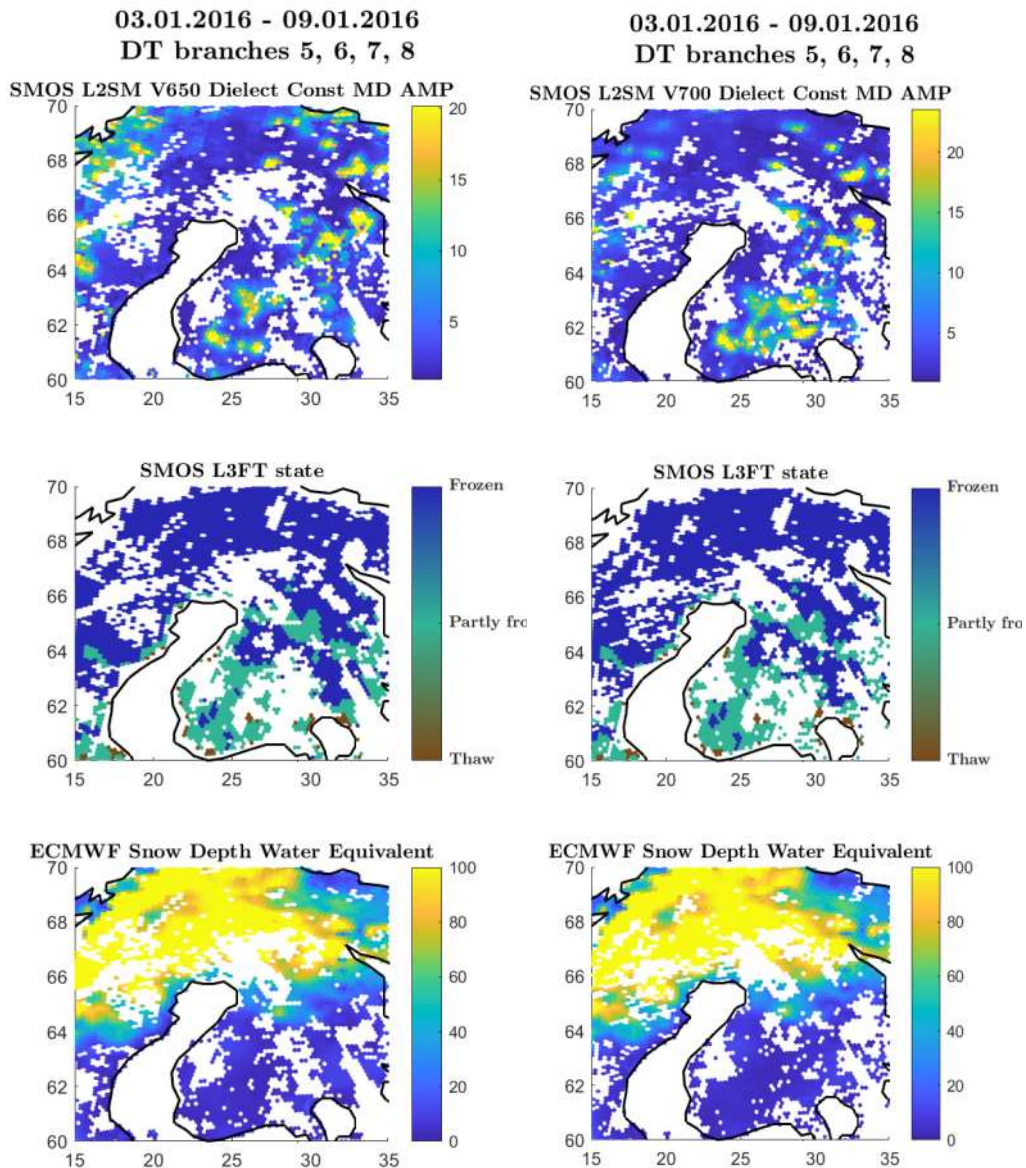 03.01.2016 - 09.01.2016
DT branches 5, 6, 7, 8
SMOS L2SM V650 Dielect Const MD AMP
70
68
66
64
62
60
15 20 25 30 35
20
15
10
5
03.01.2016 - 09.01.2016
DT branches 5, 6, 7, 8
SMOS L2SM V700 Dielect Const MD AMP
70
68
66
64
62
60
15 20 25 30 35
20
15
10
5
SMOS L3FT state
70
68
66
64
62
60
15 20 25 30 35
Frozen
Partly fro
Thaw
SMOS L3FT state
70
68
66
64
62
60
15 20 25 30 35
Frozen
Partly fro
Thaw
ECMWF Snow Depth Water Equivalent
70
68
66
64
62
60
15 20 25 30 35
100
80
60
40
20
0
ECMWF Snow Depth Water Equivalent
70
68
66
64
62
60
15 20 25 30 35
100
80
60
40
20
0